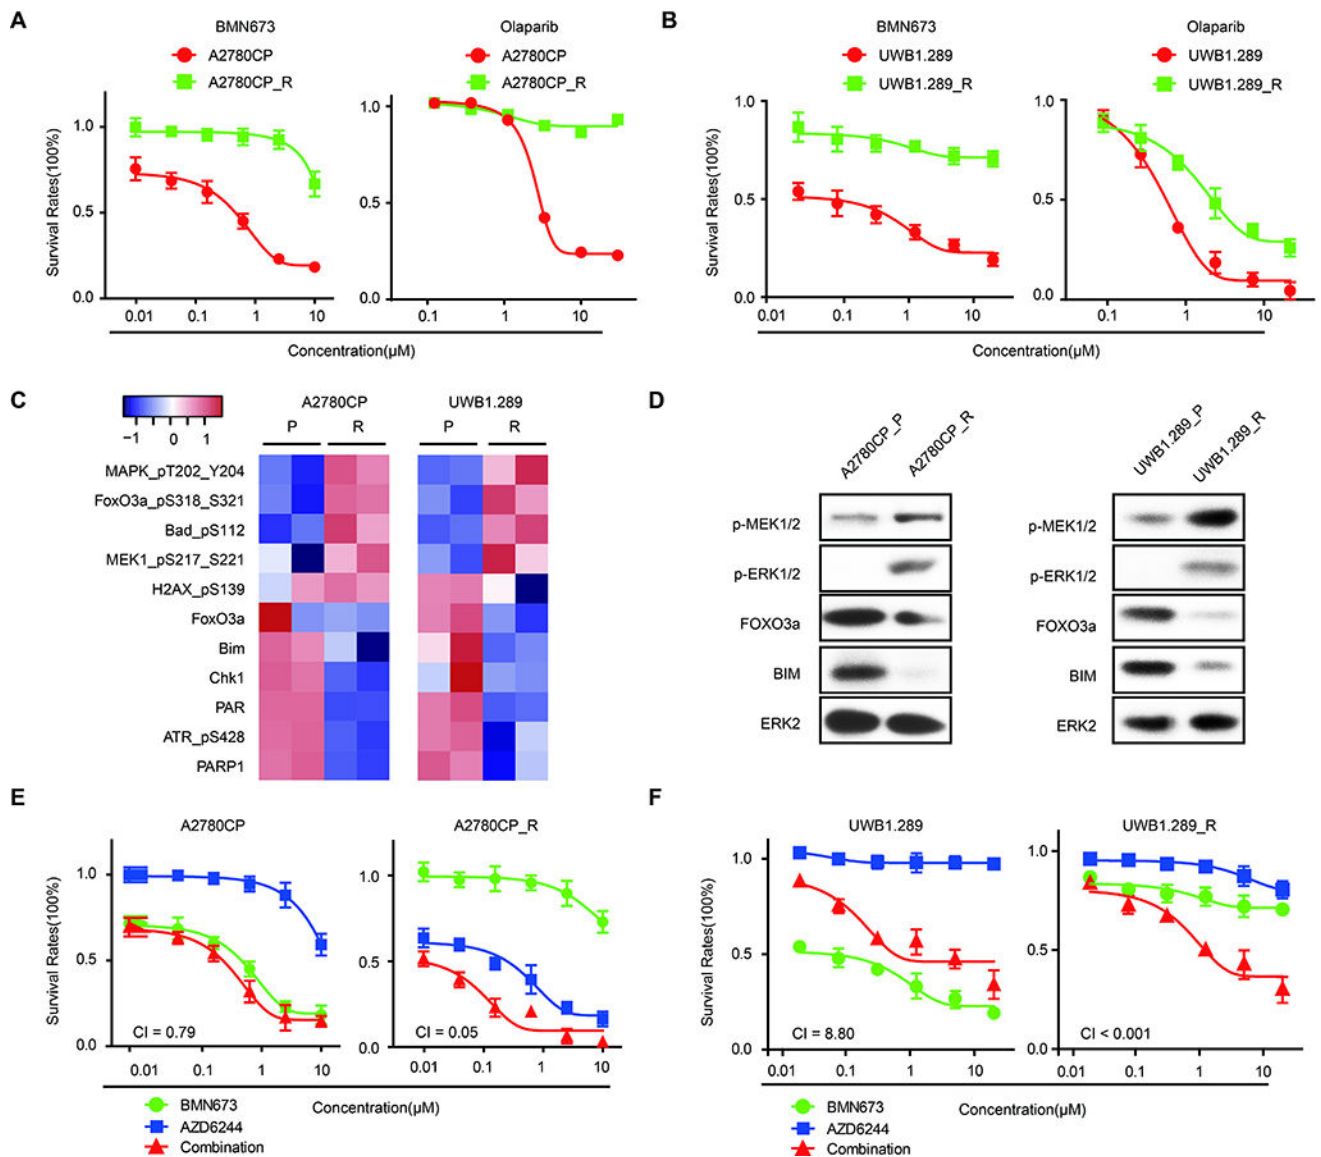 A
BMN673
A2780CP
A2780CP_R
Olaparib
A2780CP
A2780CP_R
Survival Rates(100%)
1.0
0.5
0.0
0.01 0.1 1 10
1.0
0.5
0.0
0.1 1 10
Concentration(µM)
B
BMN673
UWB1.289
UWB1.289_R
Olaparib
UWB1.289
UWB1.289_R
Survival Rates(100%)
1.0
0.5
0.0
0.01 0.1 1 10
1.0
0.5
0.0
0.1 1 10
Concentration(µM)
C
−1 0 1
A2780CP
P R
UWB1.289
P R
MAPK_pT202_Y204
FoxO3a_pS318_S321
Bad_pS112
MEK1_pS217_S221
H2AX_pS139
FoxO3a
Bim
Chk1
PAR
ATR_pS428
PARP1
D
A2780CP_P
A2780CP_R
p-MEK1/2
p-ERK1/2
FOXO3a
BIM
ERK2
UWB1.289_P
UWB1.289_R
p-MEK1/2
p-ERK1/2
FOXO3a
BIM
ERK2
E
A2780CP
A2780CP_R
Survival Rates(100%)
1.0
0.5
0.0
CI = 0.79
0.01 0.1 1 10
1.0
0.5
0.0
CI = 0.05
0.01 0.1 1 10
Concentration(µM)
BMN673
AZD6244
Combination
F
UWB1.289
UWB1.289_R
Survival Rates(100%)
1.0
0.5
0.0
CI = 8.80
0.01 0.1 1 10
1.0
0.5
0.0
CI < 0.001
0.01 0.1 1 10
Concentration(µM)
BMN673
AZD6244
Combination